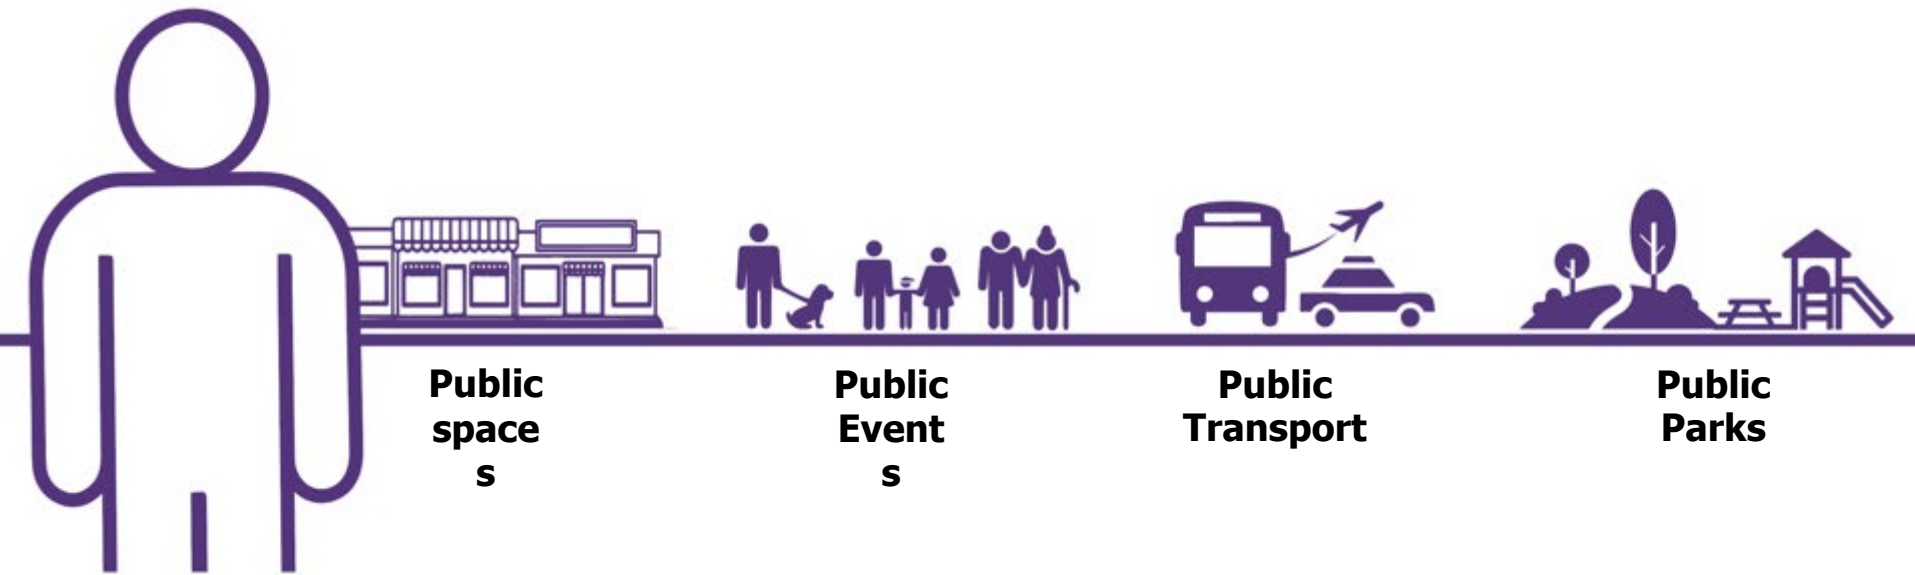 Public
space
s
Public
Event
s
Public
Transport
Public
Parks